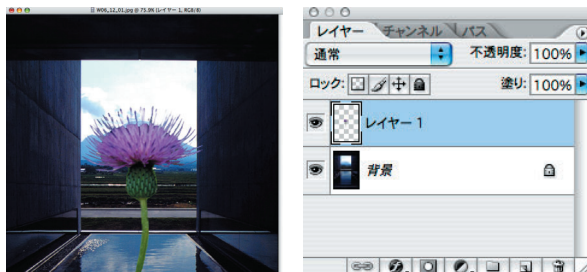 W06_12_01.jpg @ 75.9% (レイヤー 1, RGB/8)
レイヤー チャンネル パス
通常 不透明度: 100%
ロック: 塗り: 100%
レイヤー 1
背景